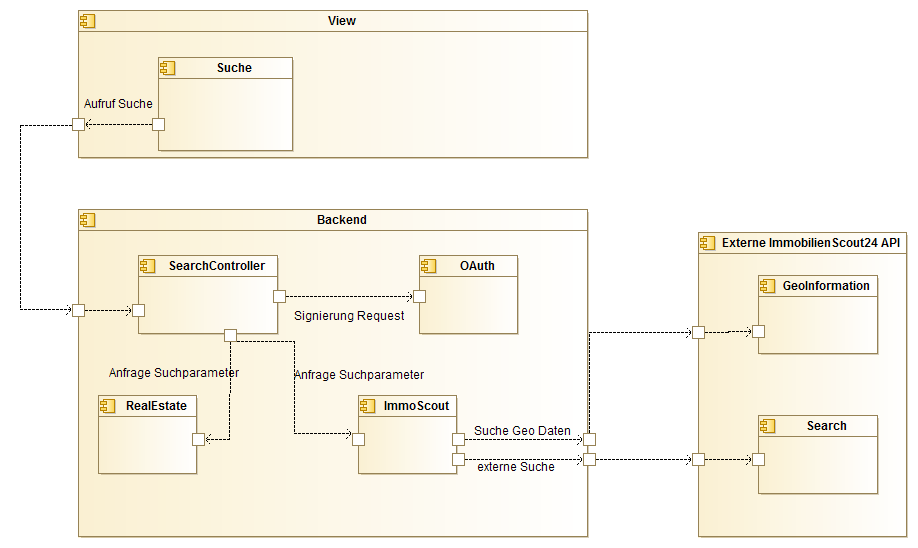 View
Suche
Aufruf Suche
Backend
Externe ImmobilienScout24 API
SearchController
OAuth
GeoInformation
Signierung Request
Anfrage Suchparameter
Anfrage Suchparameter
RealEstate
ImmoScout
Suche Geo Daten
Search
externe Suche